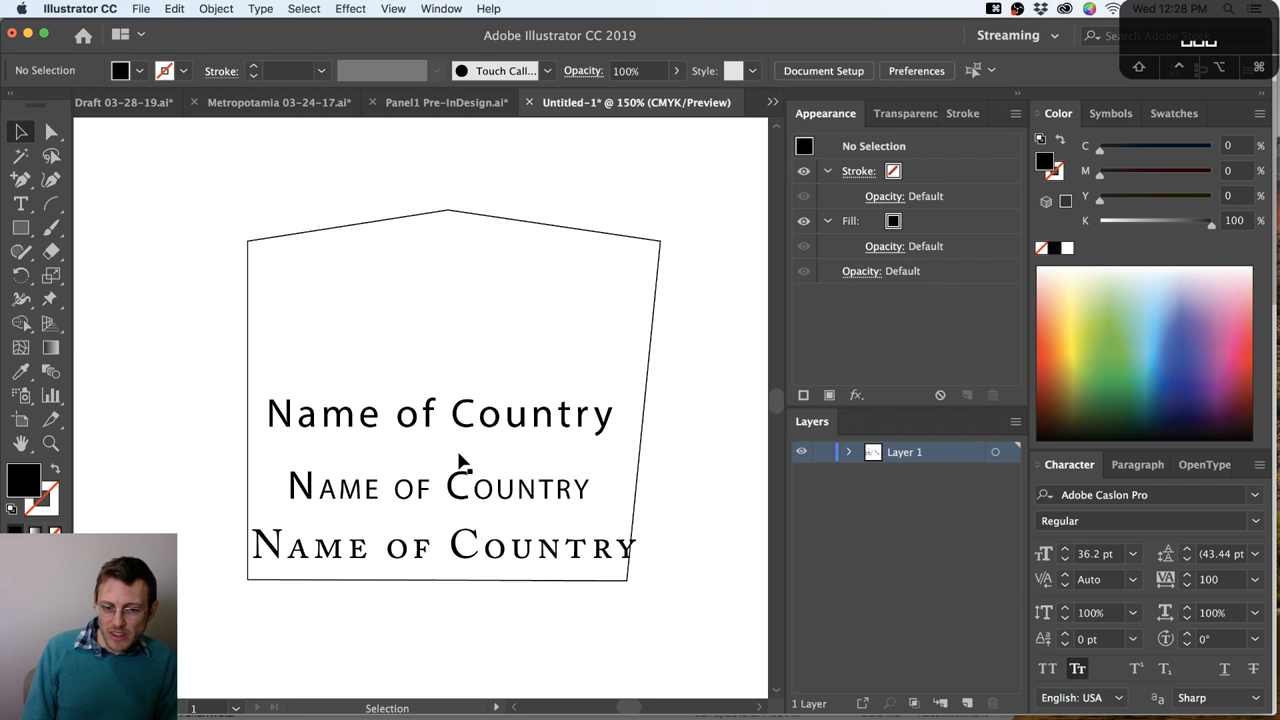 Illustrator CC File Edit Object Type Select Effect View Window Help Wed 12:28 PM
Adobe Illustrator CC 2019 Streaming Search Adobe Stock
No Selection Stroke: Touch Call... Opacity: 100% Style: Document Setup Preferences
Draft 03-28-19.ai* × Metropotamia 03-24-17.ai* × Panel1 Pre-InDesign.ai* × Untitled-1* @ 150% (CMYK/Preview)
Appearance Transparenc Stroke
No Selection
Stroke:
Opacity: Default
Fill:
Opacity: Default
Opacity: Default
Color Symbols Swatches
C 0 %
M 0 %
Y 0 %
K 100 %
Name of Country
Name of Country
Name of Country
Layers
Layer 1
1 Layer
Character Paragraph OpenType
Adobe Caslon Pro
Regular
36.2 pt (43.44 pt
Auto 100
100% 100%
0 pt 0°
English: USA Sharp
1 Selection